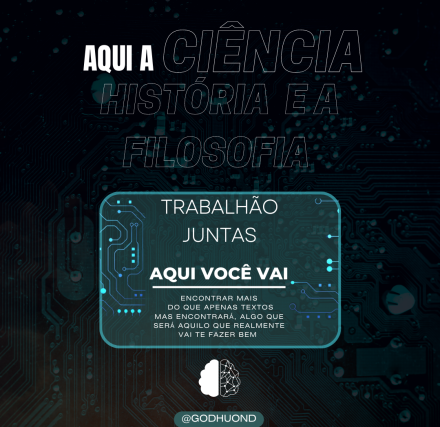 AQUI A CIÊNCIA
HISTÓRIA E A
FILOSOFIA
TRABALHÃO
JUNTAS
AQUI VOCÊ VAI
ENCONTRAR MAIS
DO QUE APENAS TEXTOS
MAS ENCONTRARÁ, ALGO QUE
SERÁ AQUILO QUE REALMENTE
VAI TE FAZER BEM
@GODHUOND